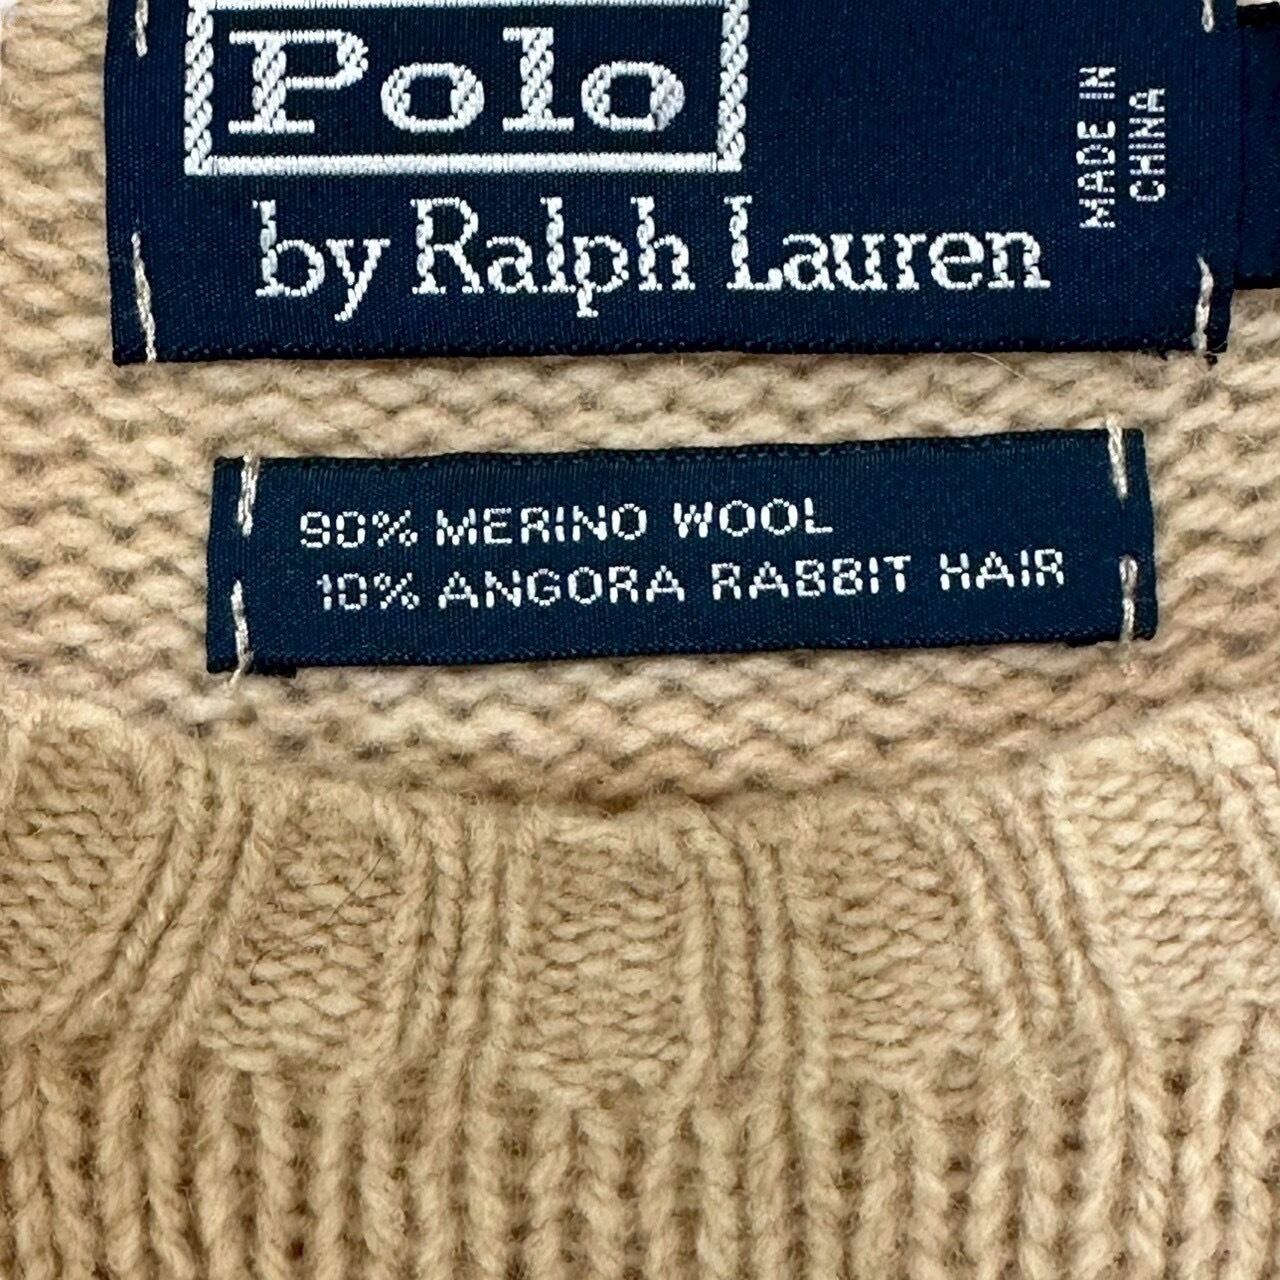 Polo
by Ralph Lauren
MADE IN
CHINA
90% MERINO WOOL
10% ANGORA RABBIT HAIR